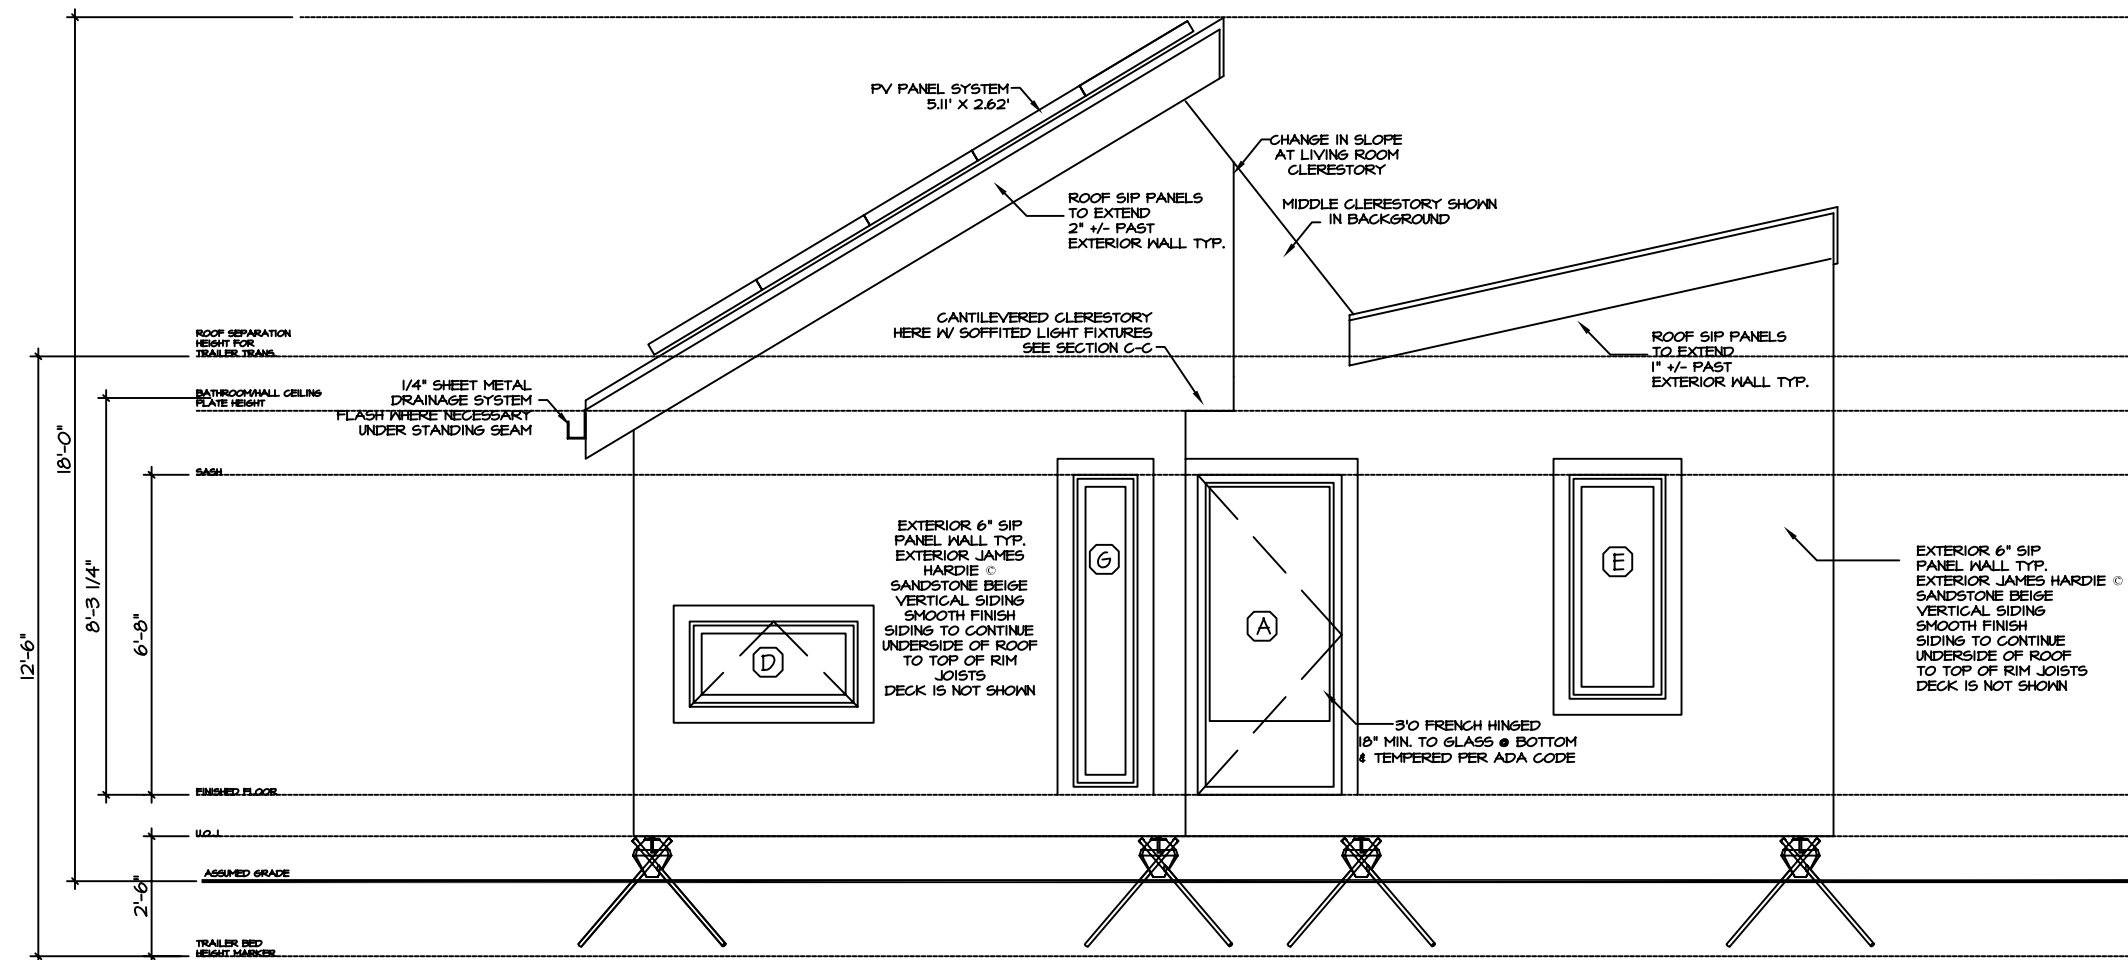 PV PANEL SYSTEM
5.11' X 2.62'
CHANGE IN SLOPE
AT LIVING ROOM
CLERESTORY
ROOF SIP PANELS
TO EXTEND
2" +/- PAST
EXTERIOR WALL TYP.
MIDDLE CLERESTORY SHOWN
IN BACKGROUND
CANTILEVERED CLERESTORY
HERE W/ SOFFITED LIGHT FIXTURES
SEE SECTION C-C
ROOF SIP PANELS
TO EXTEND
1" +/- PAST
EXTERIOR WALL TYP.
ROOF SEPARATION
HEIGHT FOR
TRAILER TRANS.
BATHROOM/HALL CEILING
PLATE HEIGHT
1/4" SHEET METAL
DRAINAGE SYSTEM
FLASH WHERE NECESSARY
UNDER STANDING SEAM
SASH
18'-0"
8'-3 1/4"
6'-8"
12'-6"
2'-6"
EXTERIOR 6" SIP
PANEL WALL TYP.
EXTERIOR JAMES
HARDIE ©
SANDSTONE BEIGE
VERTICAL SIDING
SMOOTH FINISH
SIDING TO CONTINUE
UNDERSIDE OF ROOF
TO TOP OF RIM
JOISTS
DECK IS NOT SHOWN
D
G
A
E
EXTERIOR 6" SIP
PANEL WALL TYP.
EXTERIOR JAMES HARDIE ©
SANDSTONE BEIGE
VERTICAL SIDING
SMOOTH FINISH
SIDING TO CONTINUE
UNDERSIDE OF ROOF
TO TOP OF RIM JOISTS
DECK IS NOT SHOWN
3'0 FRENCH HINGED
18" MIN. TO GLASS @ BOTTOM
& TEMPERED PER ADA CODE
FINISHED FLOOR
U.O.J.
ASSUMED GRADE
TRAILER BED
HEIGHT MARKER